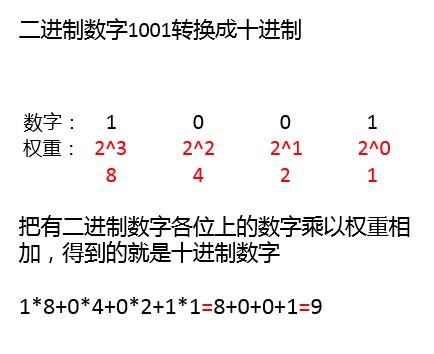 二进制数字1001转换成十进制
数字： 1 0 0 1
权重： 2^3 2^2 2^1 2^0
8 4 2 1
把有二进制数字各位上的数字乘以权重相
加，得到的就是十进制数字
1*8+0*4+0*2+1*1=8+0+0+1=9